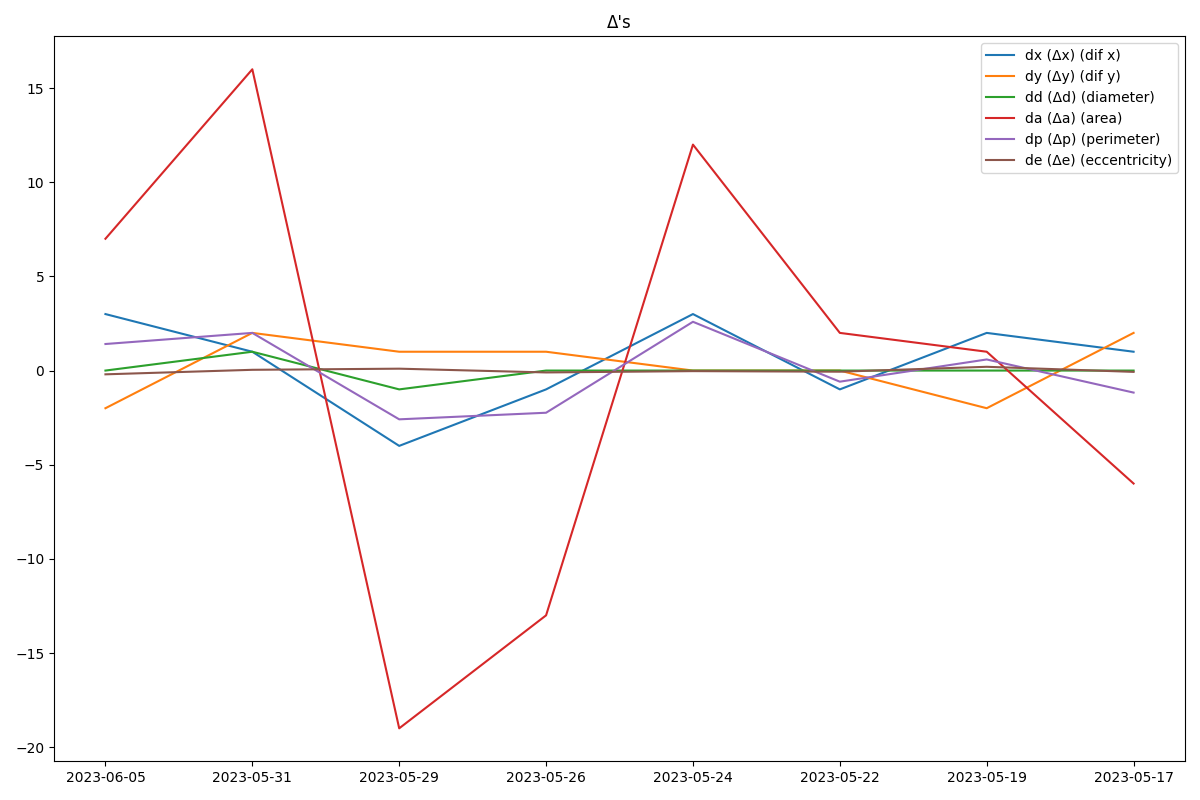 Δ's
dx (Δx) (dif x)
dy (Δy) (dif y)
dd (Δd) (diameter)
da (Δa) (area)
dp (Δp) (perimeter)
de (Δe) (eccentricity)
15
10
5
0
−5
−10
−15
−20
2023-06-05 2023-05-31 2023-05-29 2023-05-26 2023-05-24 2023-05-22 2023-05-19 2023-05-17